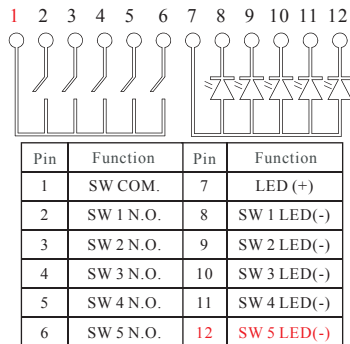 1 2 3 4 5 6 7 8 9 10 11 12
Pin Function Pin Function
1 SW COM. 7 LED (+)
2 SW 1 N.O. 8 SW 1 LED(-)
3 SW 2 N.O. 9 SW 2 LED(-)
4 SW 3 N.O. 10 SW 3 LED(-)
5 SW 4 N.O. 11 SW 4 LED(-)
6 SW 5 N.O. 12 SW 5 LED(-)